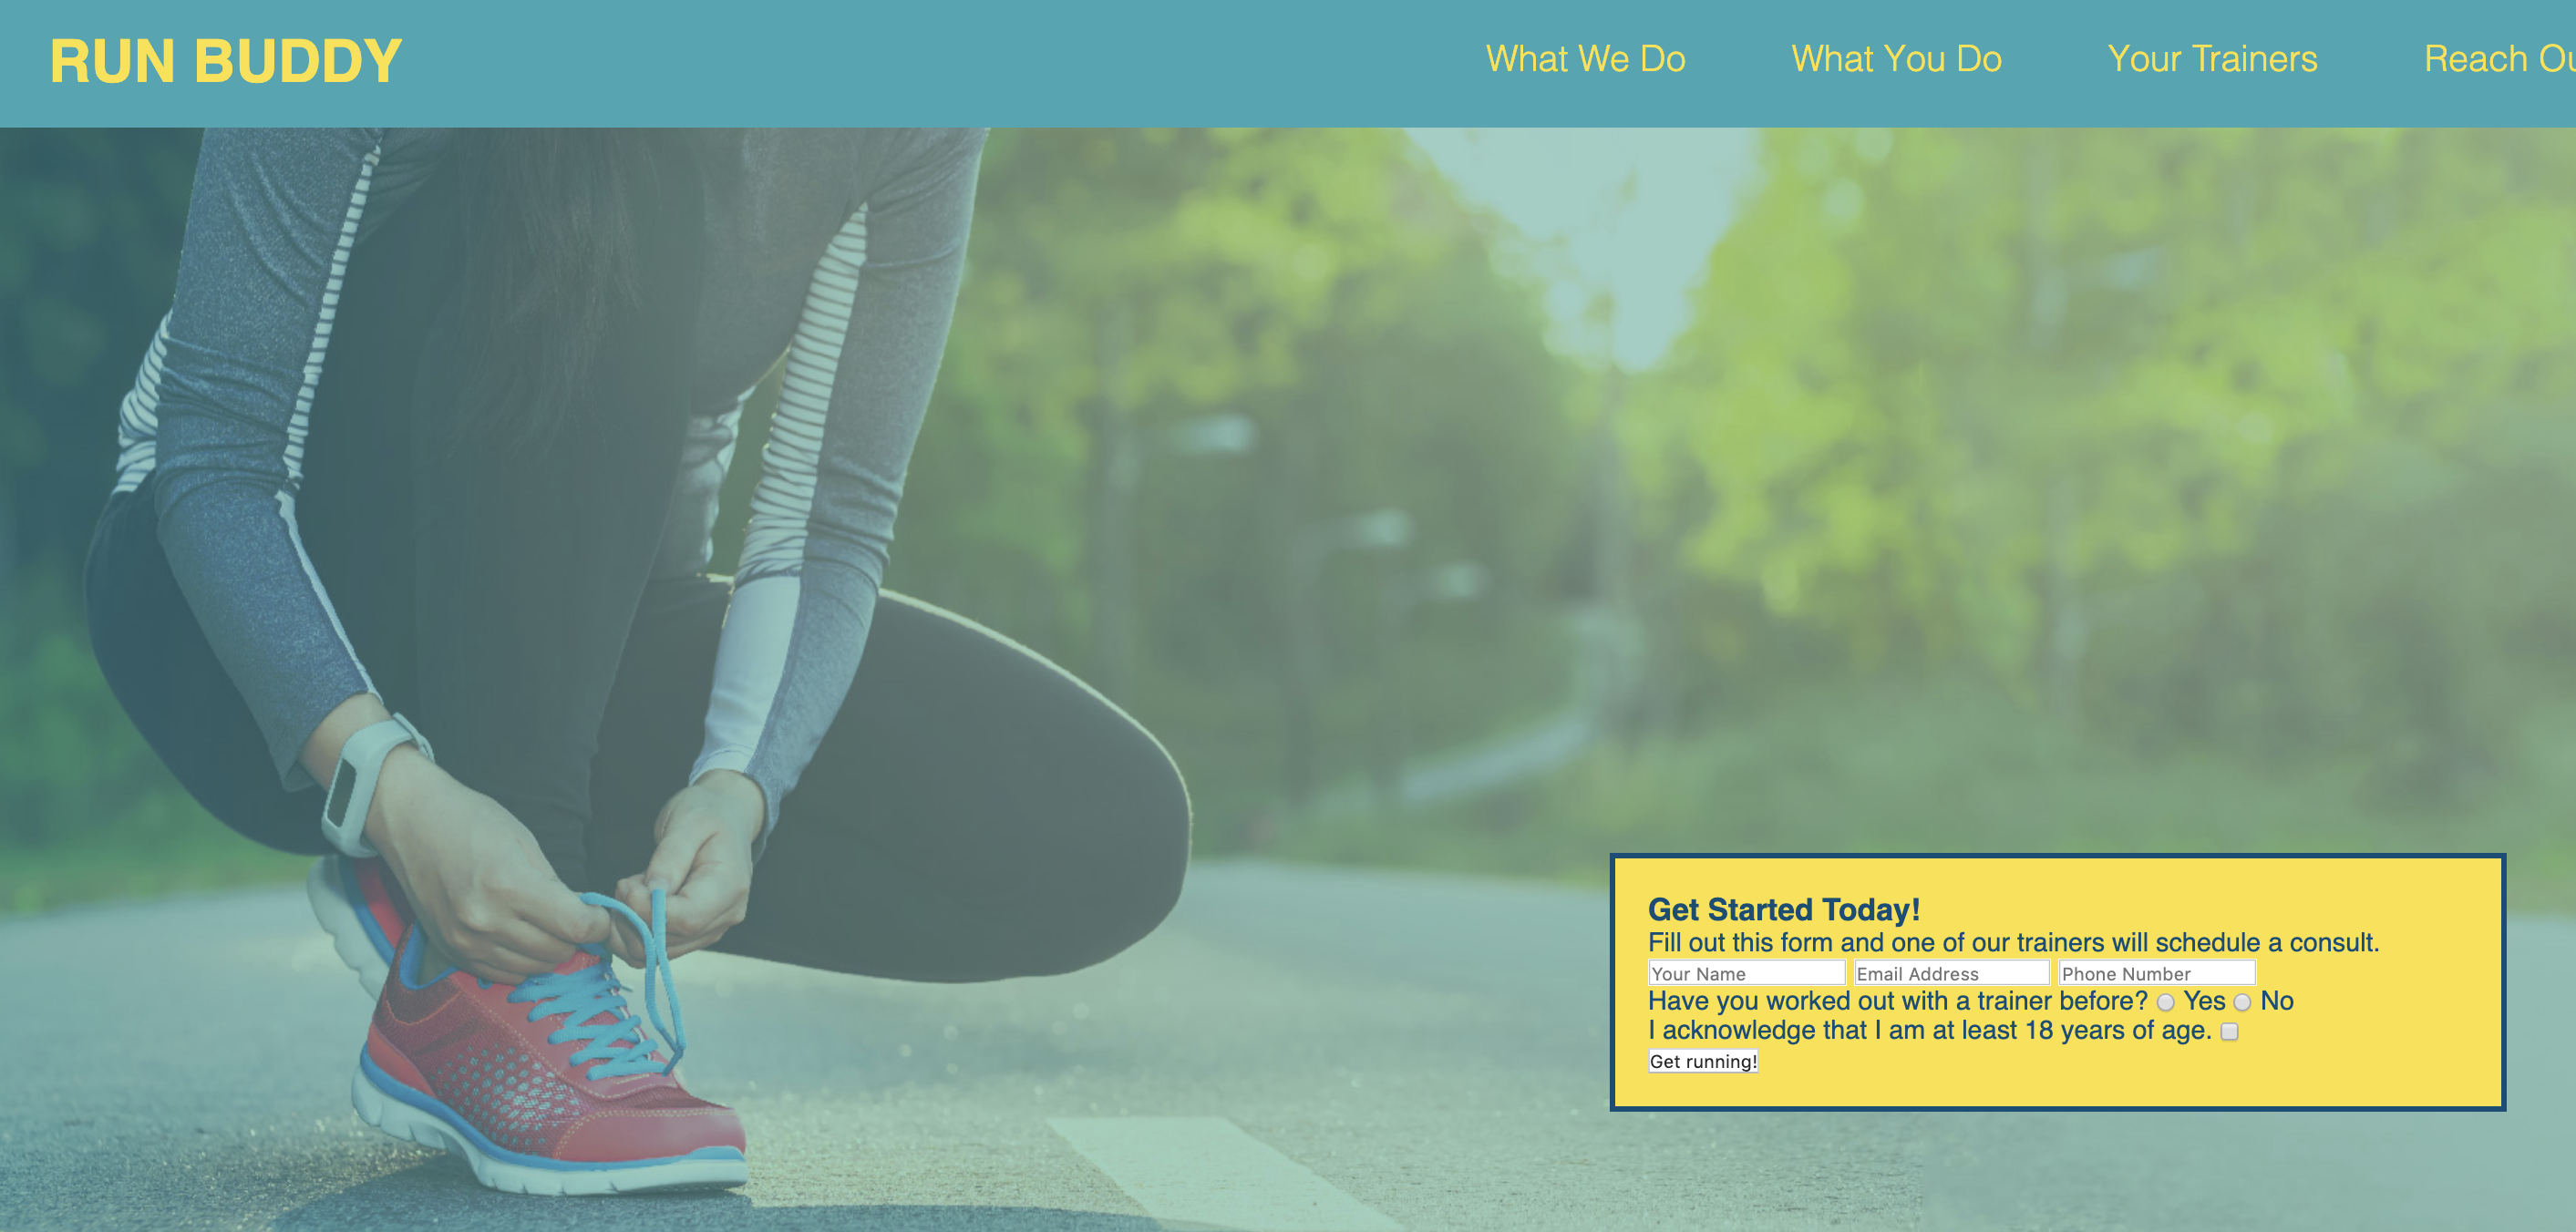 RUN BUDDY
What We Do
What You Do
Your Trainers
Reach
Get Started Today!
Fill out this form and one of our trainers will schedule a consult.
Your Name Email Address Phone Number
Have you worked out with a trainer before? Yes No
I acknowledge that I am at least 18 years of age.
Get running!